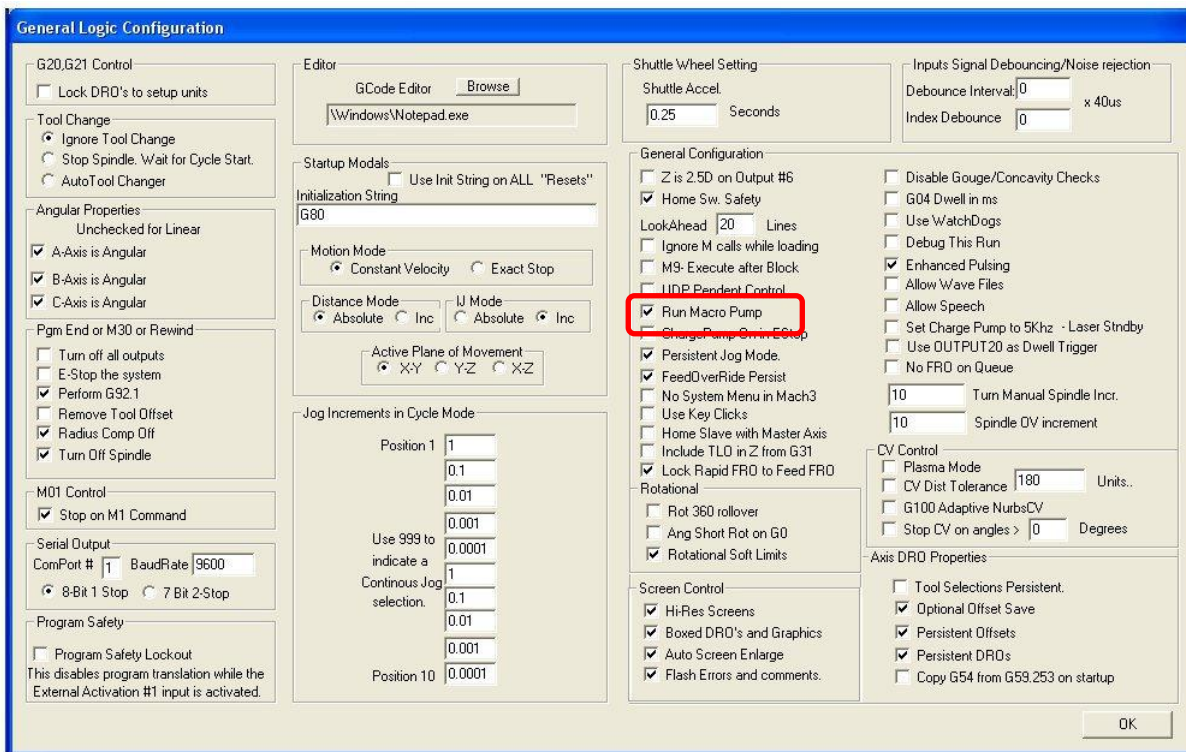 General Logic Configuration
G20,G21 Control
Lock DRO's to setup units
Tool Change
Ignore Tool Change
Stop Spindle. Wait for Cycle Start.
AutoTool Changer
Angular Properties
Unchecked for Linear
A-Axis is Angular
B-Axis is Angular
C-Axis is Angular
Pgm End or M30 or Rewind
Turn off all outputs
E-Stop the system
Perform G92.1
Remove Tool Offset
Radius Comp Off
Turn Off Spindle
M01 Control
Stop on M1 Command
Serial Output
ComPort # 1 BaudRate 9600
8-Bit 1 Stop 7 Bit 2-Stop
Program Safety
Program Safety Lockout
This disables program translation while the
External Activation #1 input is activated.
Editor
GCode Editor Browse
\Windows\Notepad.exe
Startup Modals
Use Init String on ALL "Resets"
Initialization String
G80
Motion Mode
Constant Velocity Exact Stop
Distance Mode
Absolute Inc
IJ Mode
Absolute Inc
Active Plane of Movement
X-Y Y-Z X-Z
Jog Increments in Cycle Mode
Position 1 1
0.1
0.01
0.001
Use 999 to
0.0001
indicate a
1
Continous Jog
0.1
selection.
0.01
0.001
Position 10 0.0001
Shuttle Wheel Setting
Shuttle Accel.
0.25 Seconds
Inputs Signal Debouncing/Noise rejection
Debounce Interval: 0
x 40us
Index Debounce 0
General Configuration
Z is 2.5D on Output #6
Home Sw. Safety
LookAhead 20 Lines
Ignore M calls while loading
M9- Execute after Block
UDP Pendent Control
Run Macro Pump
ChargePump On in EStop
Persistent Jog Mode.
FeedOverRide Persist
No System Menu in Mach3
Use Key Clicks
Home Slave with Master Axis
Include TLO in Z from G31
Lock Rapid FRO to Feed FRO
Disable Gouge/Concavity Checks
G04 Dwell in ms
Use WatchDogs
Debug This Run
Enhanced Pulsing
Allow Wave Files
Allow Speech
Set Charge Pump to 5Khz - Laser Stndby
Use OUTPUT20 as Dwell Trigger
No FRO on Queue
10 Turn Manual Spindle Incr.
10 Spindle OV increment
Rotational
Rot 360 rollover
Ang Short Rot on G0
Rotational Soft Limits
CV Control
Plasma Mode
CV Dist Tolerance 180 Units..
G100 Adaptive NurbsCV
Stop CV on angles > 0 Degrees
Screen Control
Hi-Res Screens
Boxed DRO's and Graphics
Auto Screen Enlarge
Flash Errors and comments.
Axis DRO Properties
Tool Selections Persistent.
Optional Offset Save
Persistent Offsets
Persistent DROs
Copy G54 from G59.253 on startup
OK